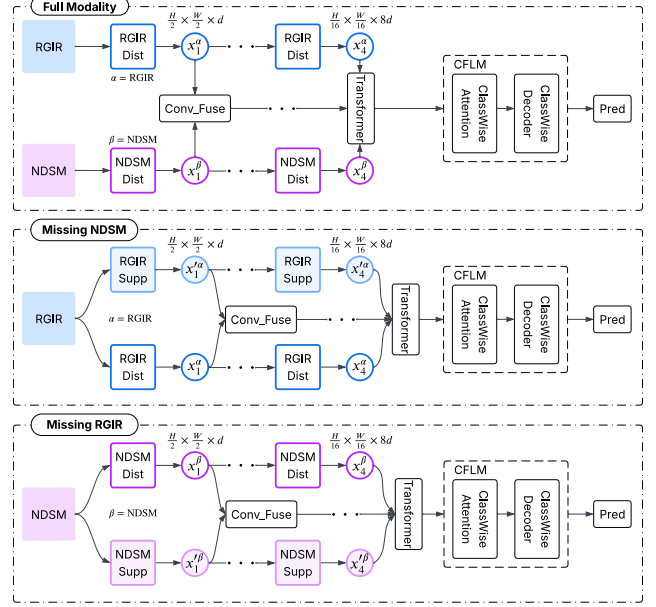 Full Modality
RGIR
RGIR
Dist
α = RGIR
H/2 × W/2 × d
x₁^α
· · ·
RGIR
Dist
H/16 × W/16 × 8d
x₄^α
Conv_Fuse
· · ·
Transformer
NDSM
β = NDSM
NDSM
Dist
x₁^β
· · ·
NDSM
Dist
x₄^β
CFLM
ClassWise
Attention
ClassWise
Decoder
Pred
Missing NDSM
RGIR
RGIR
Supp
H/2 × W/2 × d
x₁'^α
· · ·
RGIR
Supp
H/16 × W/16 × 8d
x₄'^α
α = RGIR
Conv_Fuse
· · ·
Transformer
RGIR
Dist
x₁^α
· · ·
RGIR
Dist
x₄^α
CFLM
ClassWise
Attention
ClassWise
Decoder
Pred
Missing RGIR
NDSM
NDSM
Dist
H/2 × W/2 × d
x₁^β
· · ·
NDSM
Dist
H/16 × W/16 × 8d
x₄^β
β = NDSM
Conv_Fuse
· · ·
Transformer
NDSM
Supp
x₁'^β
· · ·
NDSM
Supp
x₄'^β
CFLM
ClassWise
Attention
ClassWise
Decoder
Pred